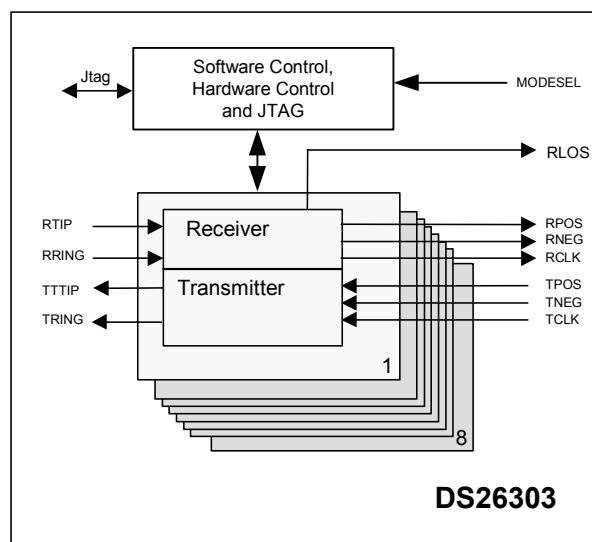 Software Control,
Hardware Control
and JTAG
Jtag
MODESEL
RLOS
RTIP
RRING
TTTIP
TRING
Receiver
Transmitter
RPOS
RNEG
RCLK
TPOS
TNEG
TCLK
1
8
DS26303